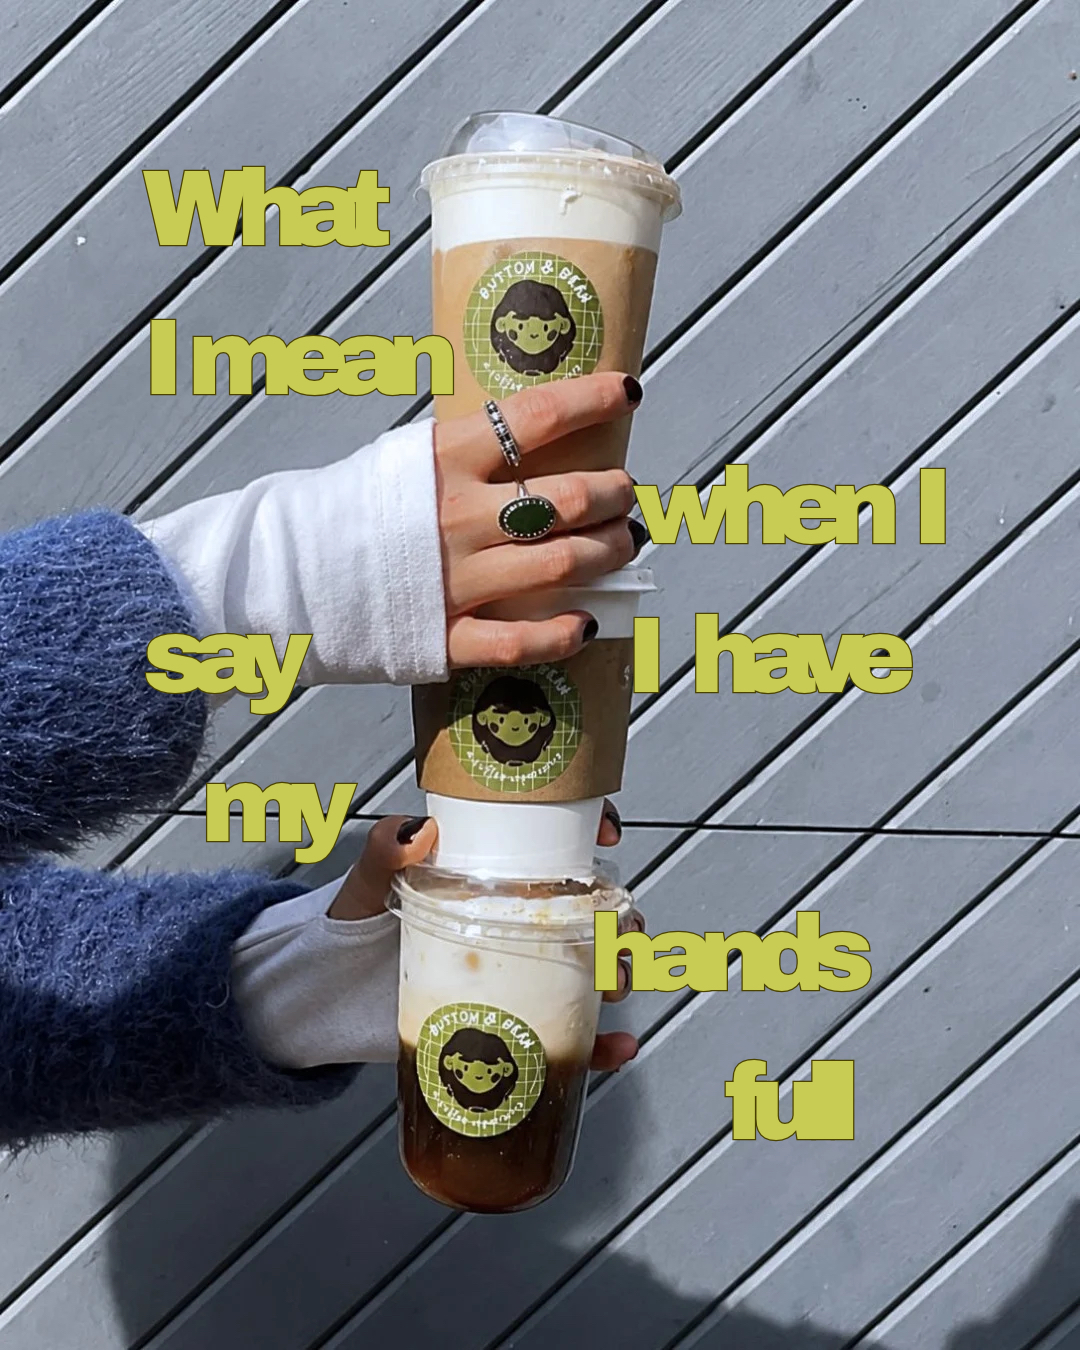 What
BUTTON & BEAN
I mean
when I
say I have
BUTTON & BEAN
my
hands
BUTTON & BEAN
full